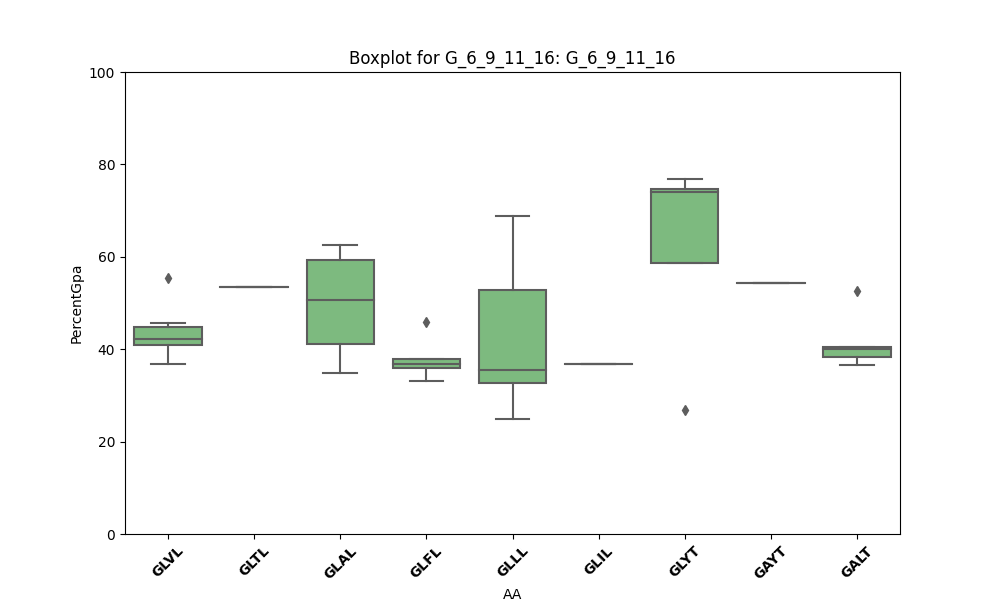 Boxplot for G_6_9_11_16: G_6_9_11_16
100
80
60
40
20
0
PercentGpa
GLVL
GLTL
GLAL
GLFL
GLLL
GLIL
GLYT
GAYT
GALT
AA